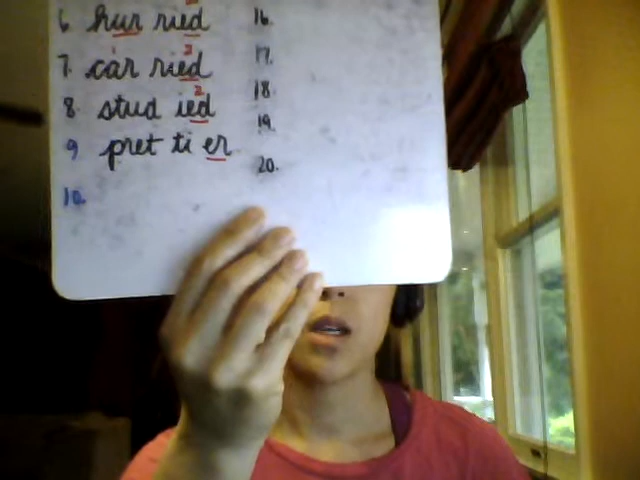 6. hur ried 16.
7. car ried 17.
8. stud ied 18.
9 pret ti er 19.
10. 20.